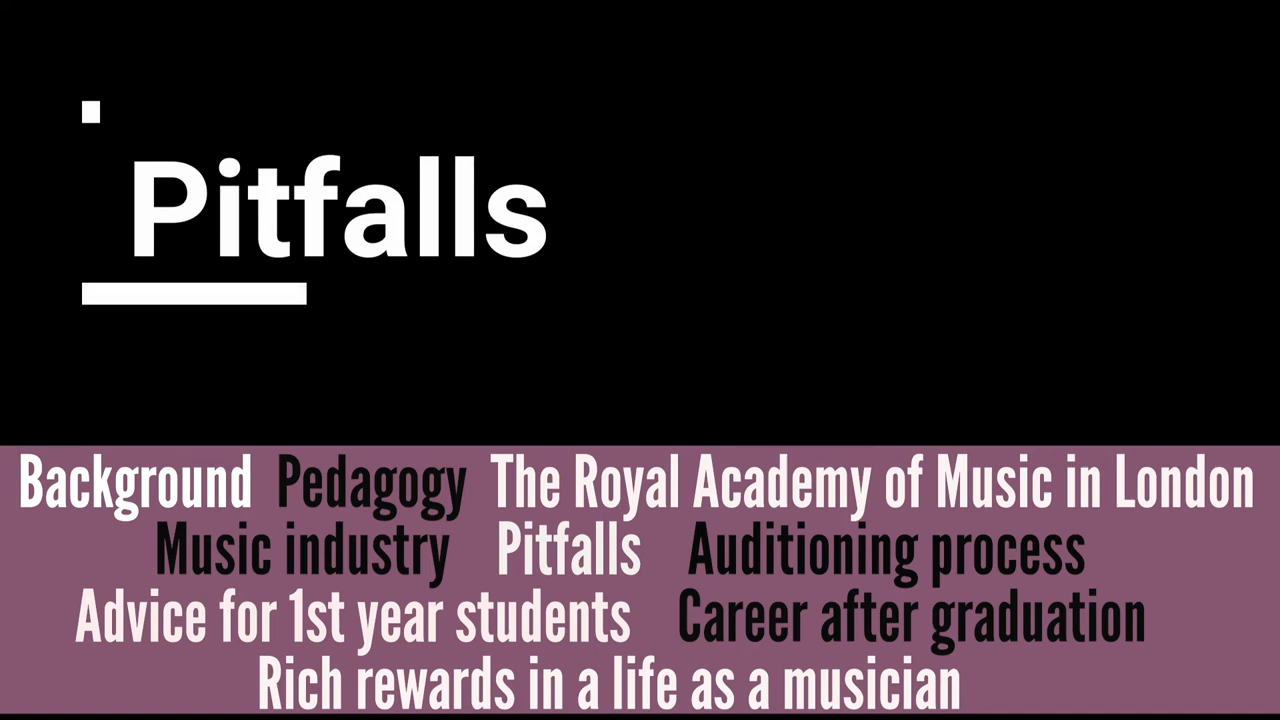 Pitfalls
Background Pedagogy The Royal Academy of Music in London
Music industry Pitfalls Auditioning process
Advice for 1st year students Career after graduation
Rich rewards in a life as a musician